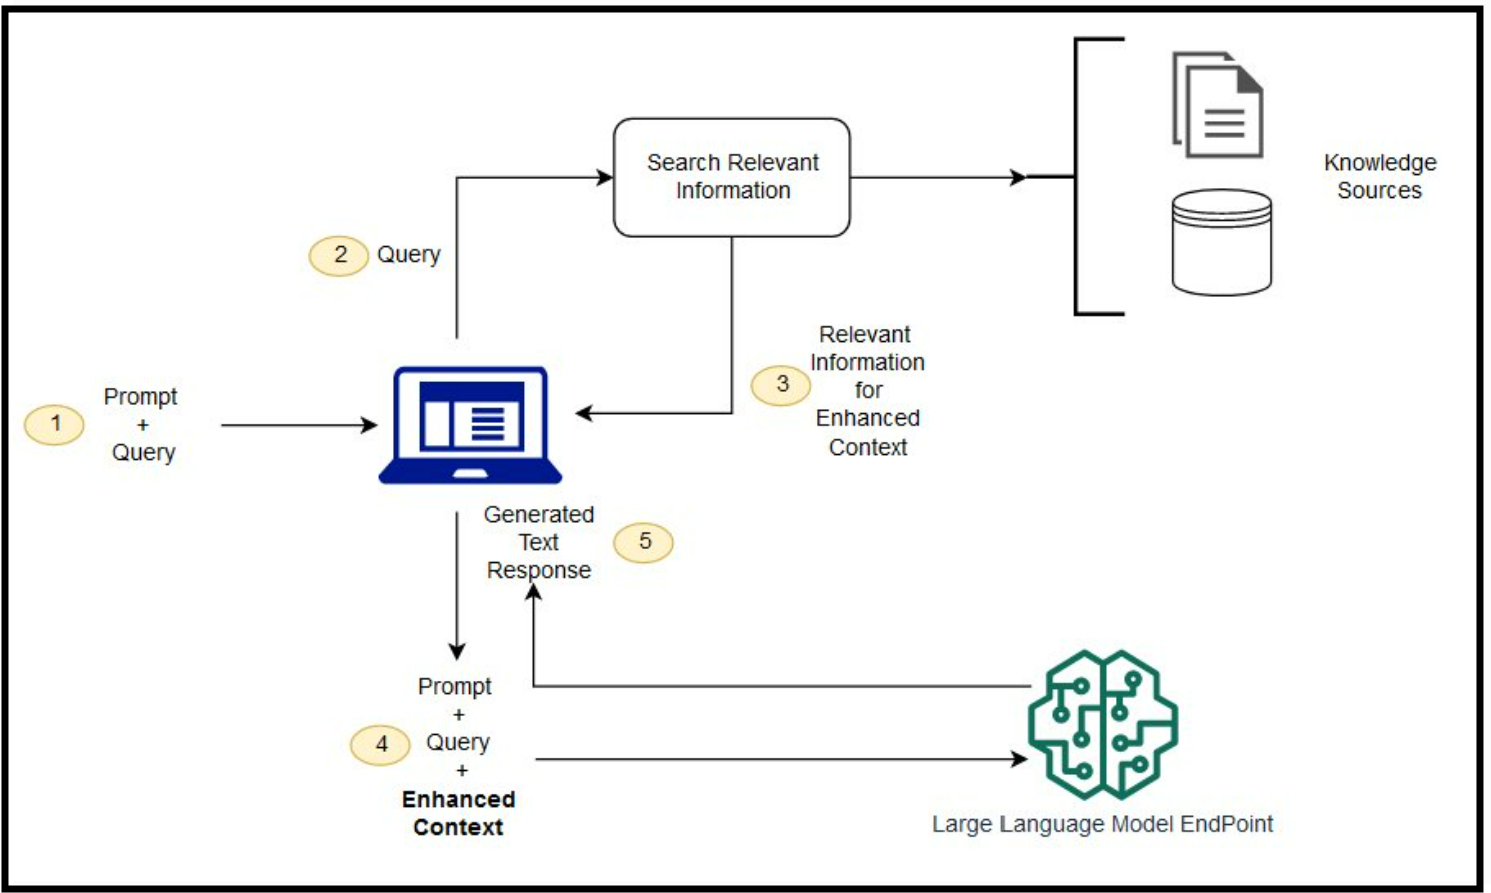 Search Relevant
Information
Knowledge
Sources
2 Query
Relevant
Information
for
Enhanced
Context
3
1
Prompt
+
Query
Generated
Text
Response
5
Prompt
+
4 Query
+
Enhanced
Context
Large Language Model EndPoint